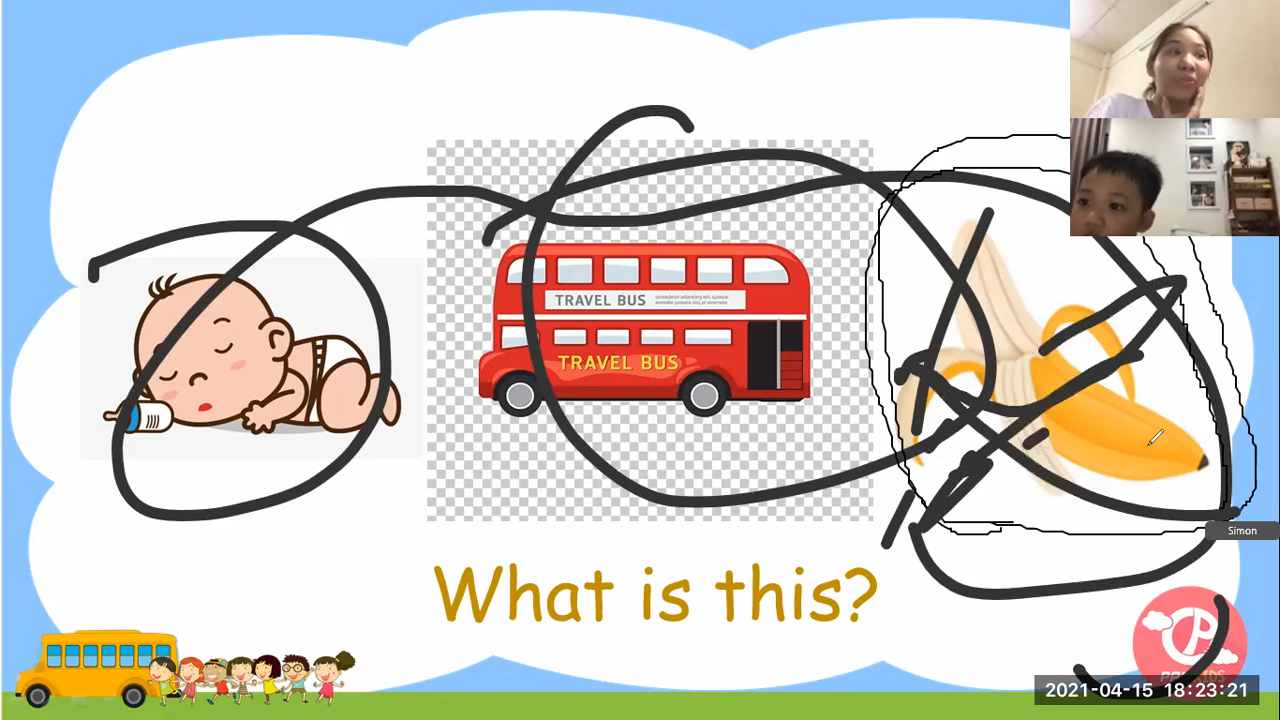 TRAVEL BUS
TRAVEL BUS
What is this?
Simon
2021-04-15 18:23:21